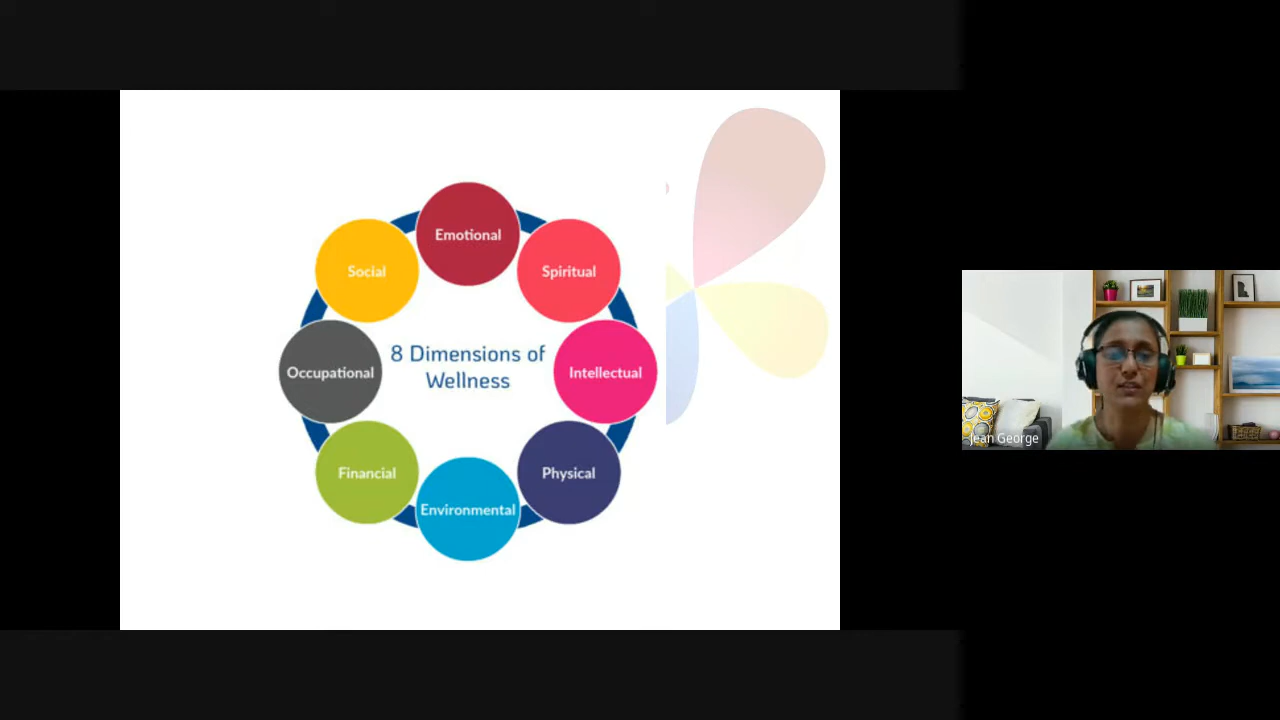 Emotional
Social
Spiritual
8 Dimensions of
Wellness
Occupational
Intellectual
Financial
Physical
Environmental
Jean George